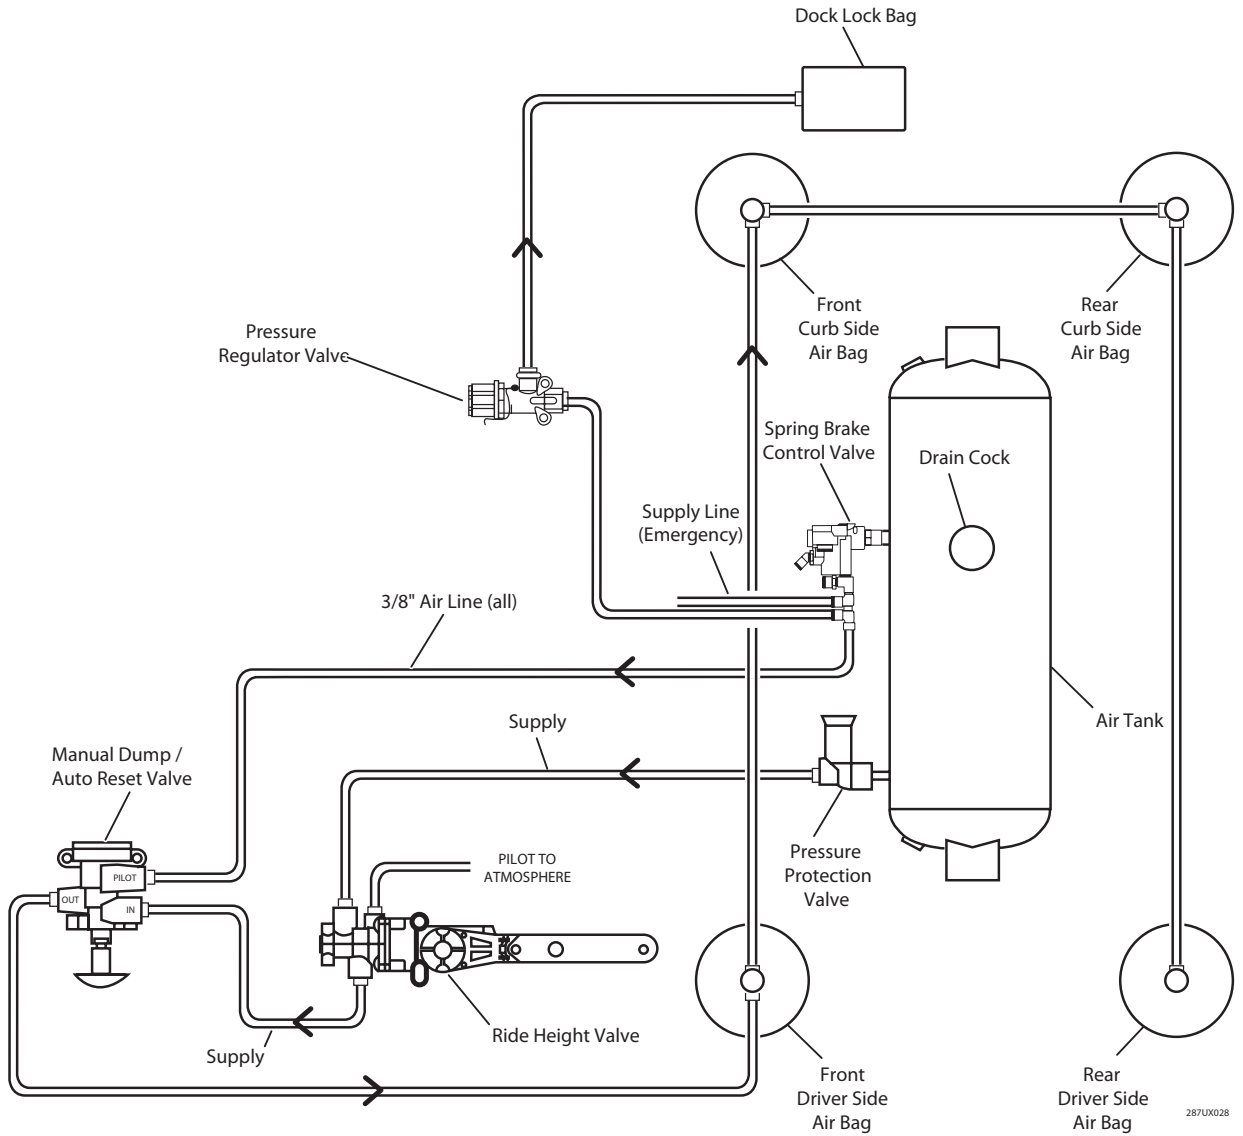 Dock Lock Bag
Front
Curb Side
Air Bag
Rear
Curb Side
Air Bag
Pressure
Regulator Valve
Spring Brake
Control Valve
Drain Cock
Supply Line
(Emergency)
3/8" Air Line (all)
Supply
Air Tank
Manual Dump /
Auto Reset Valve
PILOT
OUT
IN
PILOT TO
ATMOSPHERE
Pressure
Protection
Valve
Ride Height Valve
Supply
Front
Driver Side
Air Bag
Rear
Driver Side
Air Bag
287UX028